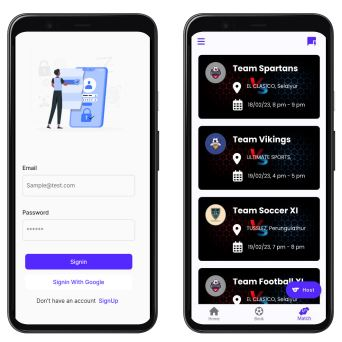 Email
Sample@test.com
Password
******
Signin
Signin With Google
Don't have an account SignUp
Team Spartans
EL CLASICO, Selaiyur
18/02/23, 8 pm - 9 pm
Team Vikings
ULTIMATE SPORTS,
19/02/23, 4 pm - 5 pm
Team Soccer XI
TUSSLEZ, Perungulathur
19/02/23, 7 pm - 8 pm
Team Football XI
EL CLASICO, Selaiyur
Host
Home
Book
Match